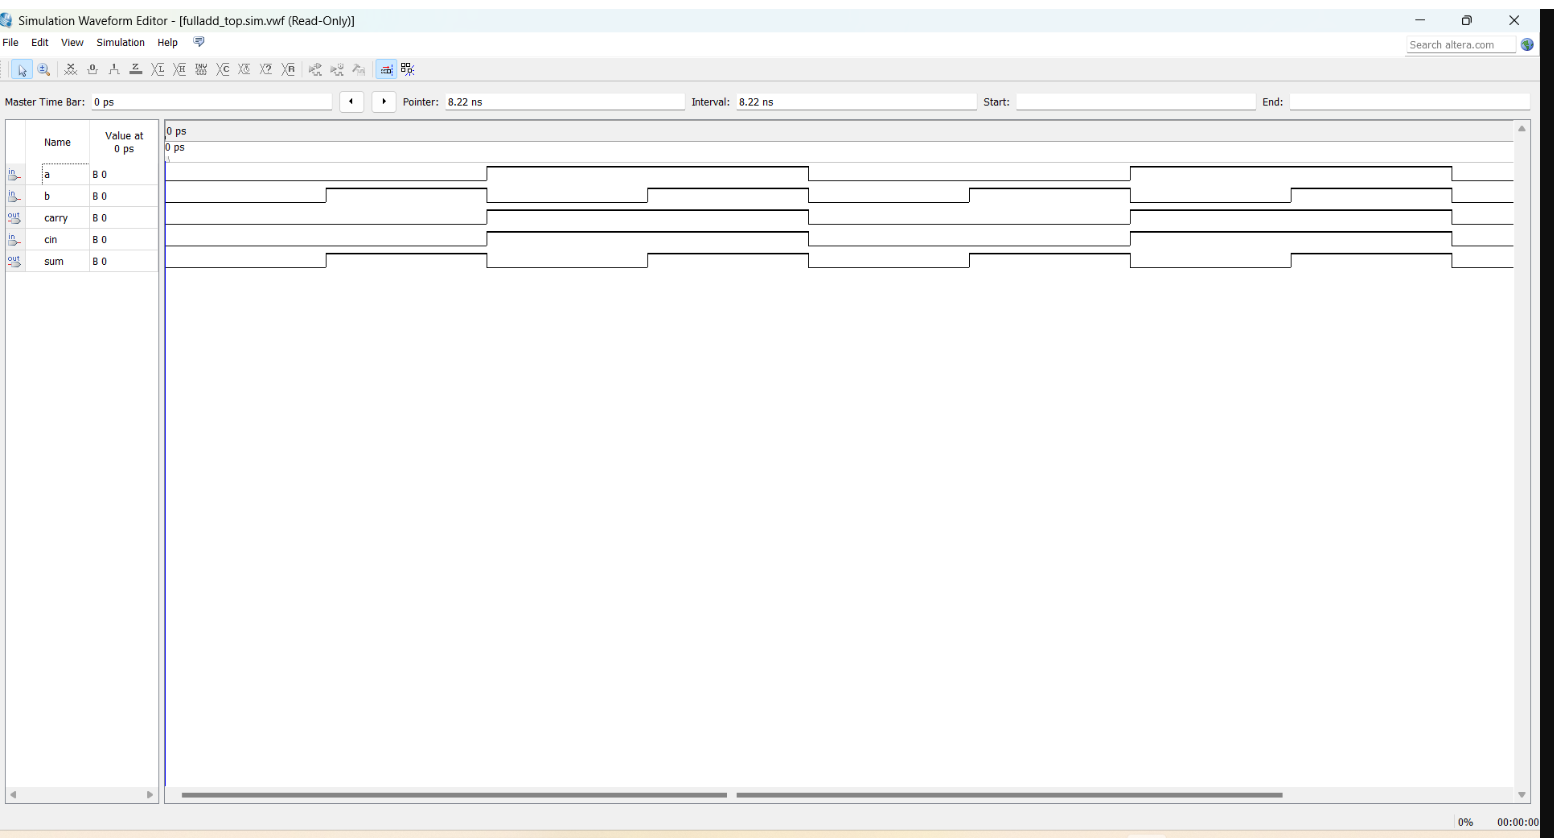 Simulation Waveform Editor - [fulladd_top.sim.vwf (Read-Only)]
File Edit View Simulation Help
Search altera.com
Master Time Bar: 0 ps Pointer: 8.22 ns Interval: 8.22 ns Start: End:
Name Value at 0 ps
0 ps
0 ps
in a B 0
in b B 0
out carry B 0
in cin B 0
out sum B 0
0% 00:00:00